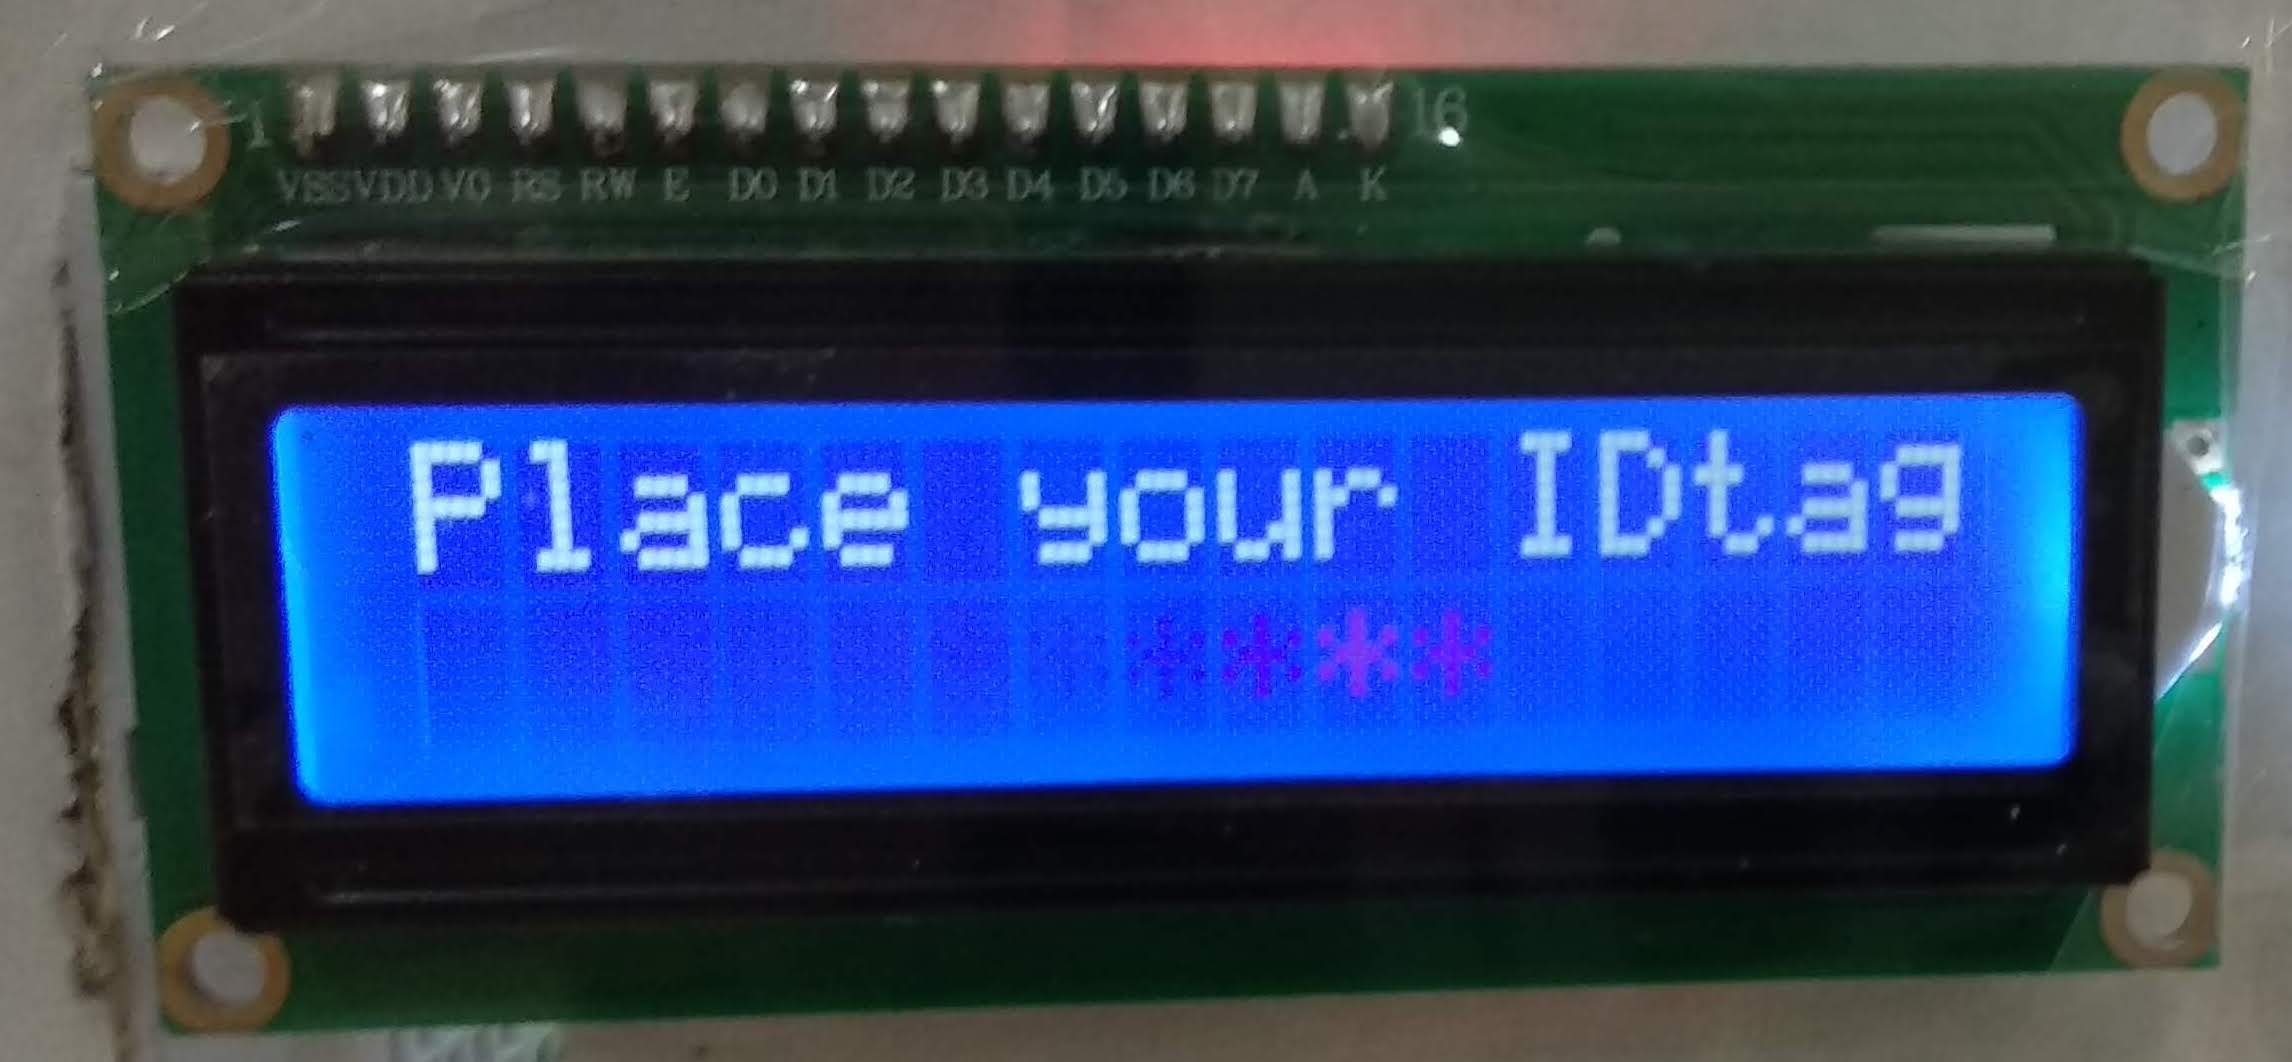 1 16
VSS VDD V0 RS RW E D0 D1 D2 D3 D4 D5 D6 D7 A K
Place your IDtag
****